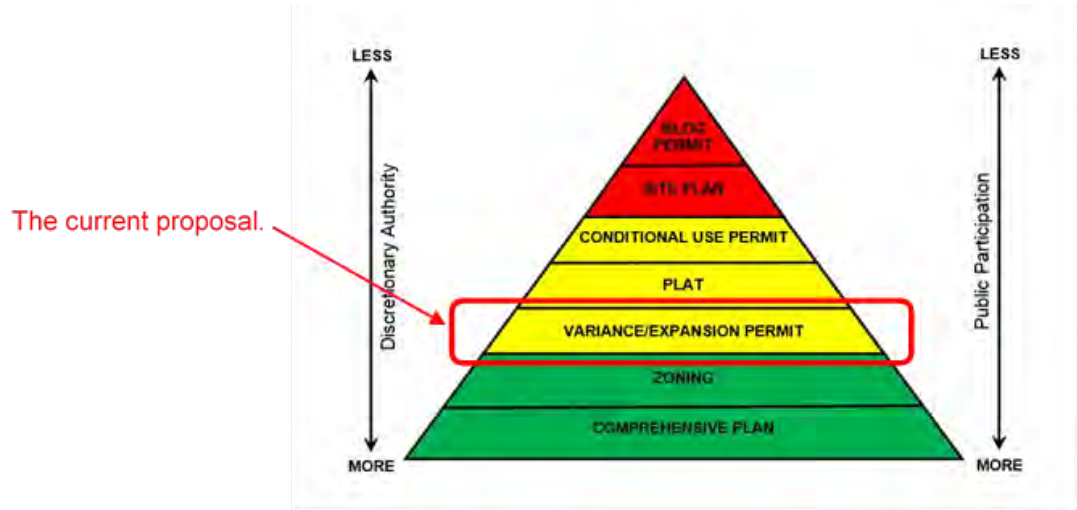 LESS
LESS
BLDG
PERMIT
SITE PLAN
Discretionary Authority
Public Participation
The current proposal.
CONDITIONAL USE PERMIT
PLAT
VARIANCE/EXPANSION PERMIT
ZONING
COMPREHENSIVE PLAN
MORE
MORE